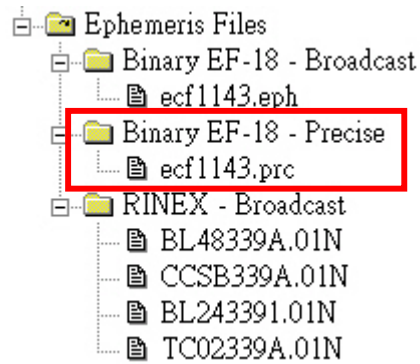 Ephemeris Files
Binary EF-18 - Broadcast
ecf1143.eph
Binary EF-18 - Precise
ecf1143.prc
RINEX - Broadcast
BL48339A.01N
CCSB339A.01N
BL243391.01N
TC02339A.01N